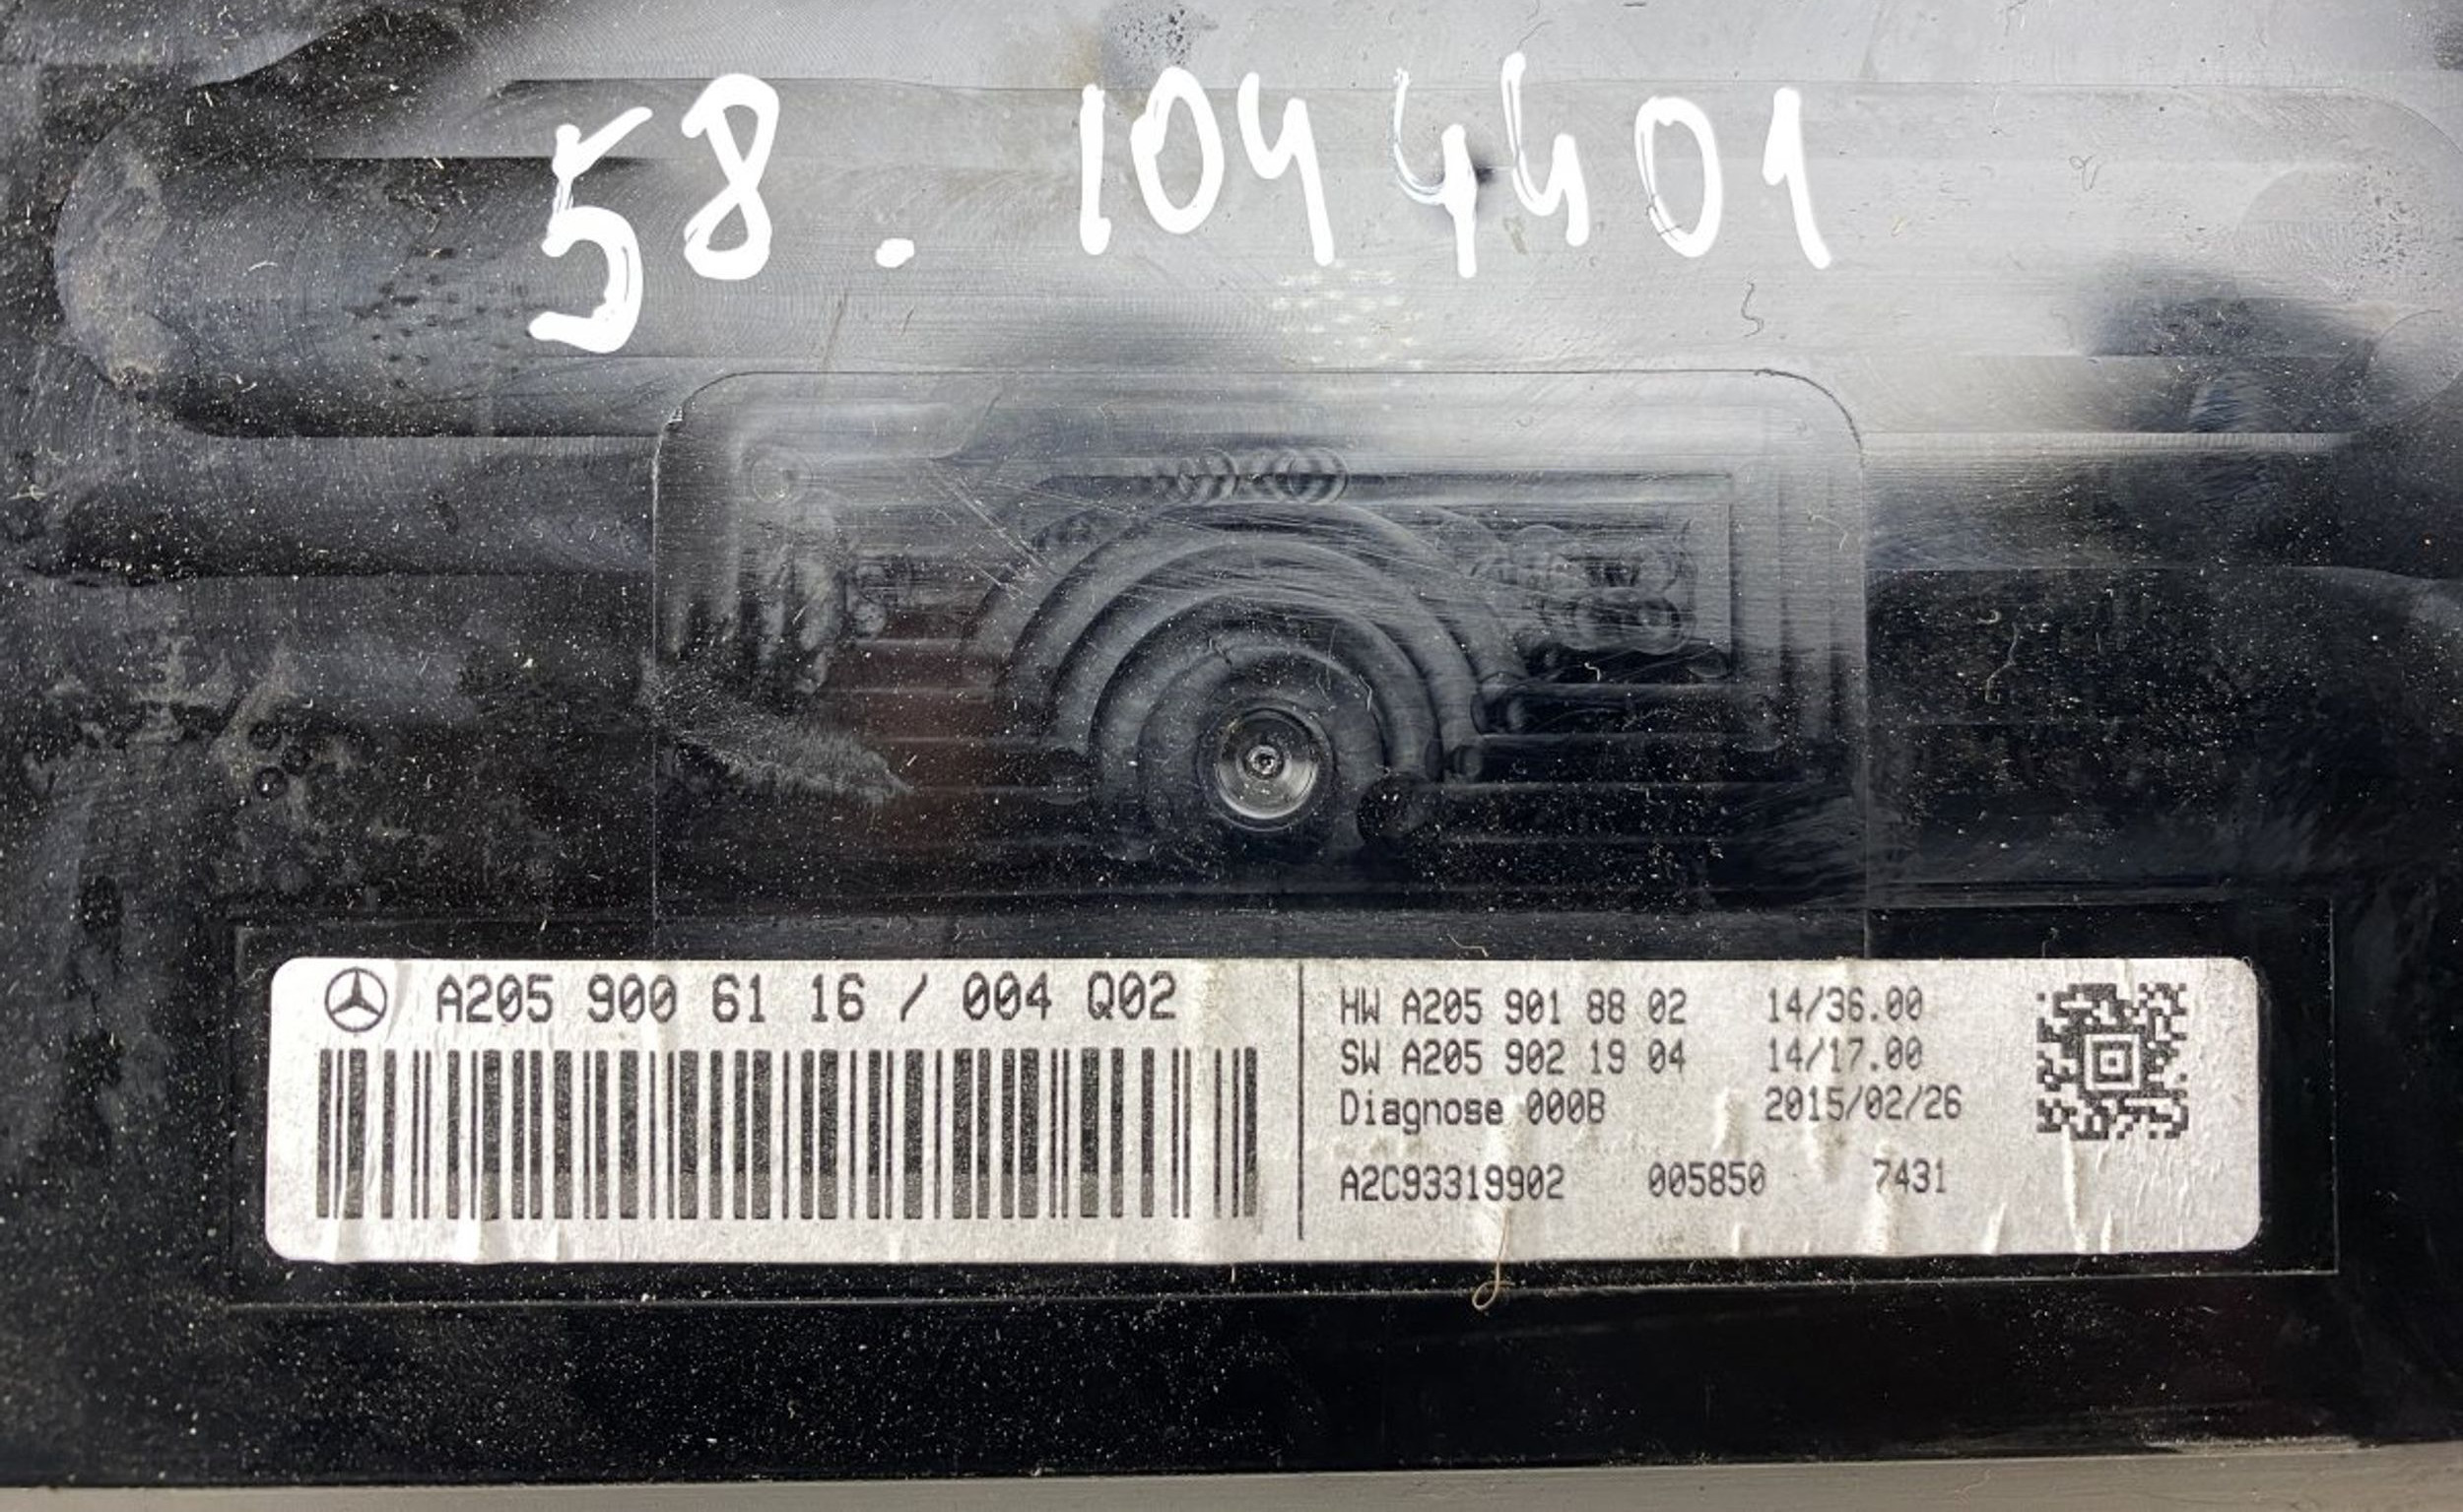 58. 1044401
A205 900 61 16 / 004 Q02
HW A205 901 88 02 14/36.00
SW A205 902 19 04 14/17.00
Diagnose 000B 2015/02/26
A2C93319902 005850 7431